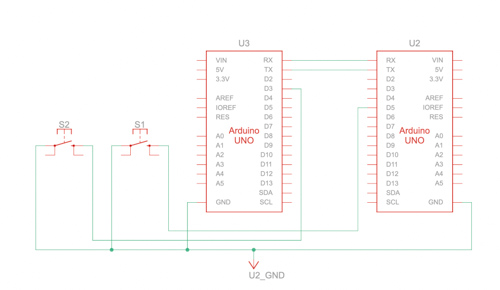 U3
U2
VIN
5V
3.3V
AREF
IOREF
RES
A0
A1
A2
A3
A4
A5
GND
Arduino
UNO
RX
TX
D2
D3
D4
D5
D6
D7
D8
D9
D10
D11
D12
D13
SDA
SCL
RX
TX
D2
D3
D4
D5
D6
D7
D8
D9
D10
D11
D12
D13
SDA
SCL
Arduino
UNO
VIN
5V
3.3V
AREF
IOREF
RES
A0
A1
A2
A3
A4
A5
GND
S2
S1
U2_GND